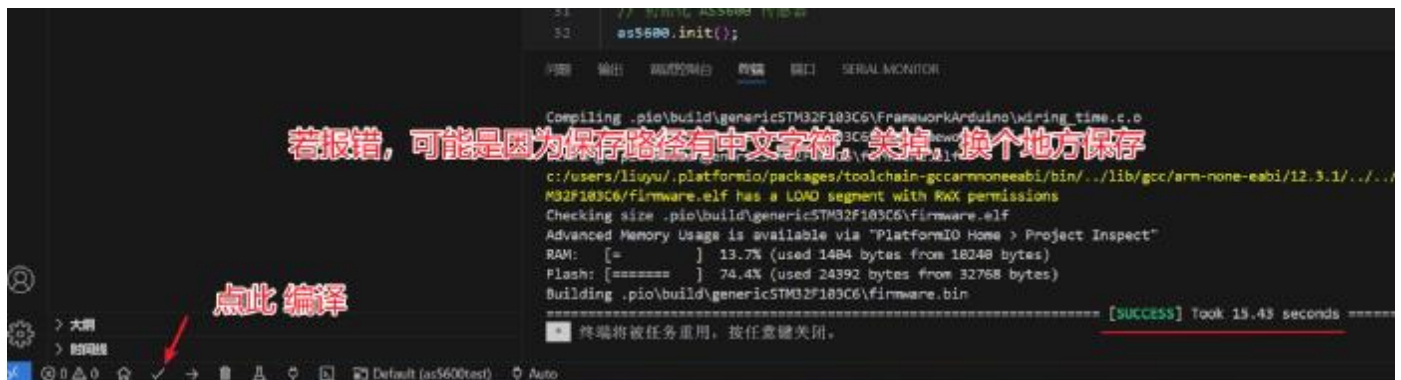 31 // 初始化 AS5600 传感器
32 as5600.init();
问题 输出 调试控制台 终端 端口 SERIAL MONITOR
Compiling .pio\build\genericSTM32F103C6\FrameworkArduino\wiring_time.c.o
若报错，可能是因为保存路径有中文字符，关掉，换个地方保存
c:/users/liuyu/.platformio/packages/toolchain-gccarmnoneeabi/bin/../lib/gcc/arm-none-eabi/12.3.1/../../
M32F103C6/firmware.elf has a LOAD segment with RWX permissions
Checking size .pio\build\genericSTM32F103C6\firmware.elf
Advanced Memory Usage is available via "PlatformIO Home > Project Inspect"
RAM: [= ] 13.7% (used 1404 bytes from 10240 bytes)
Flash: [======= ] 74.4% (used 24392 bytes from 32768 bytes)
Building .pio\build\genericSTM32F103C6\firmware.bin
[SUCCESS] Took 15.43 seconds
* 终端将被任务重用，按任意键关闭。
点此 编译
> 大纲
> 时间线
0 0 Default (as5600test) Auto